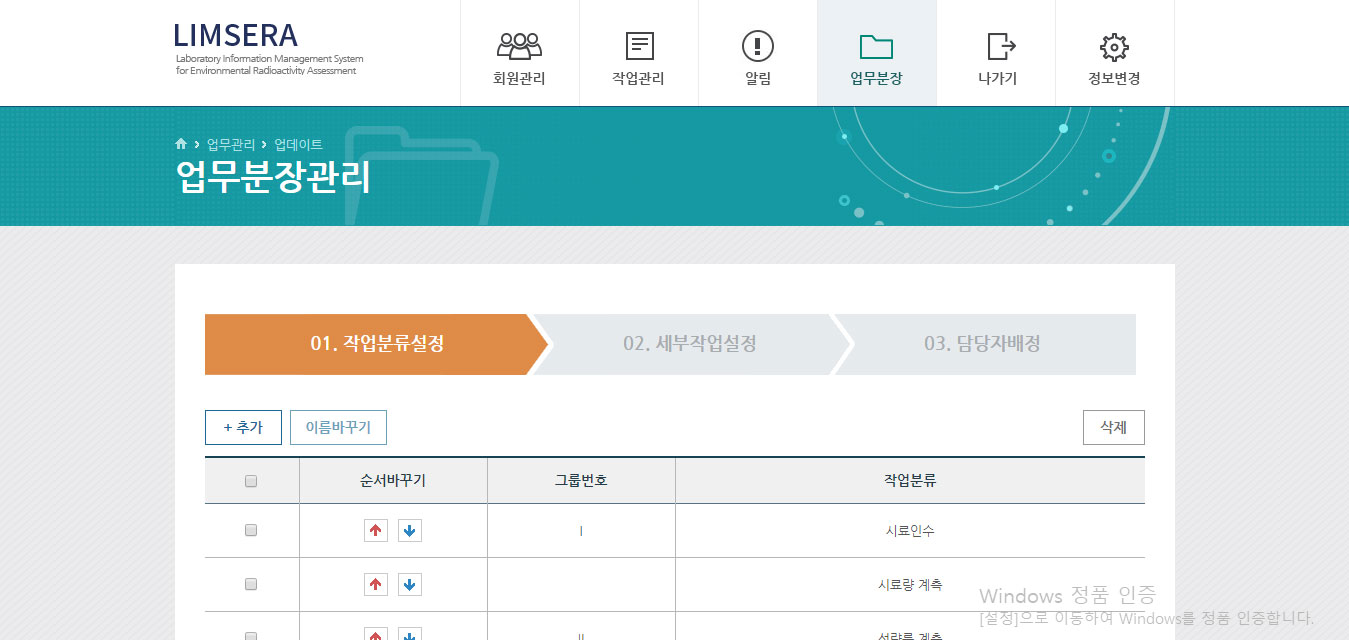 LIMSERA
Laboratory Information Management System
for Environmental Radioactivity Assessment
회원관리
작업관리
알림
업무분장
나가기
정보변경
업무관리 > 업데이트
업무분장관리
01. 작업분류설정
02. 세부작업설정
03. 담당자배정
+ 추가
이름바꾸기
삭제
순서바꾸기 그룹번호 작업분류
I 시료인수
시료량 계측
II 계측
Windows 정품 인증
[설정]으로 이동하여 Windows를 정품 인증합니다.